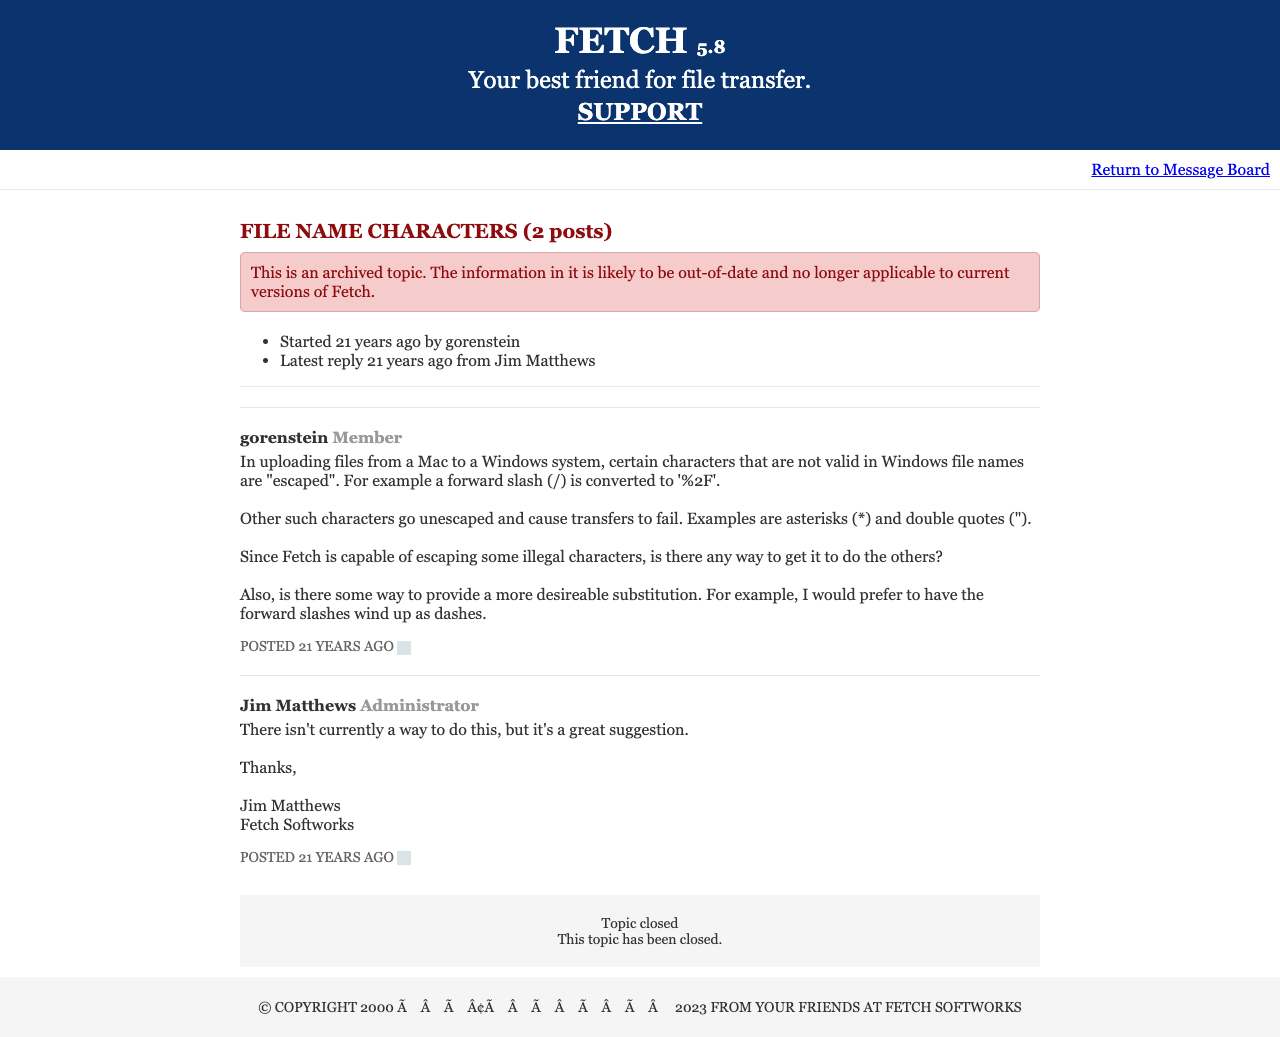 FETCH 5.8
Your best friend for file transfer.
SUPPORT
Return to Message Board
FILE NAME CHARACTERS (2 posts)
This is an archived topic. The information in it is likely to be out-of-date and no longer applicable to current
versions of Fetch.
• Started 21 years ago by gorenstein
• Latest reply 21 years ago from Jim Matthews
gorenstein Member
In uploading files from a Mac to a Windows system, certain characters that are not valid in Windows file names
are "escaped". For example a forward slash (/) is converted to '%2F'.
Other such characters go unescaped and cause transfers to fail. Examples are asterisks (*) and double quotes (").
Since Fetch is capable of escaping some illegal characters, is there any way to get it to do the others?
Also, is there some way to provide a more desireable substitution. For example, I would prefer to have the
forward slashes wind up as dashes.
POSTED 21 YEARS AGO
Jim Matthews Administrator
There isn't currently a way to do this, but it's a great suggestion.
Thanks,
Jim Matthews
Fetch Softworks
POSTED 21 YEARS AGO
Topic closed
This topic has been closed.
© COPYRIGHT 2000 Ã Â Ã Â¢Ã Â Ã Â Ã Â Ã Â 2023 FROM YOUR FRIENDS AT FETCH SOFTWORKS